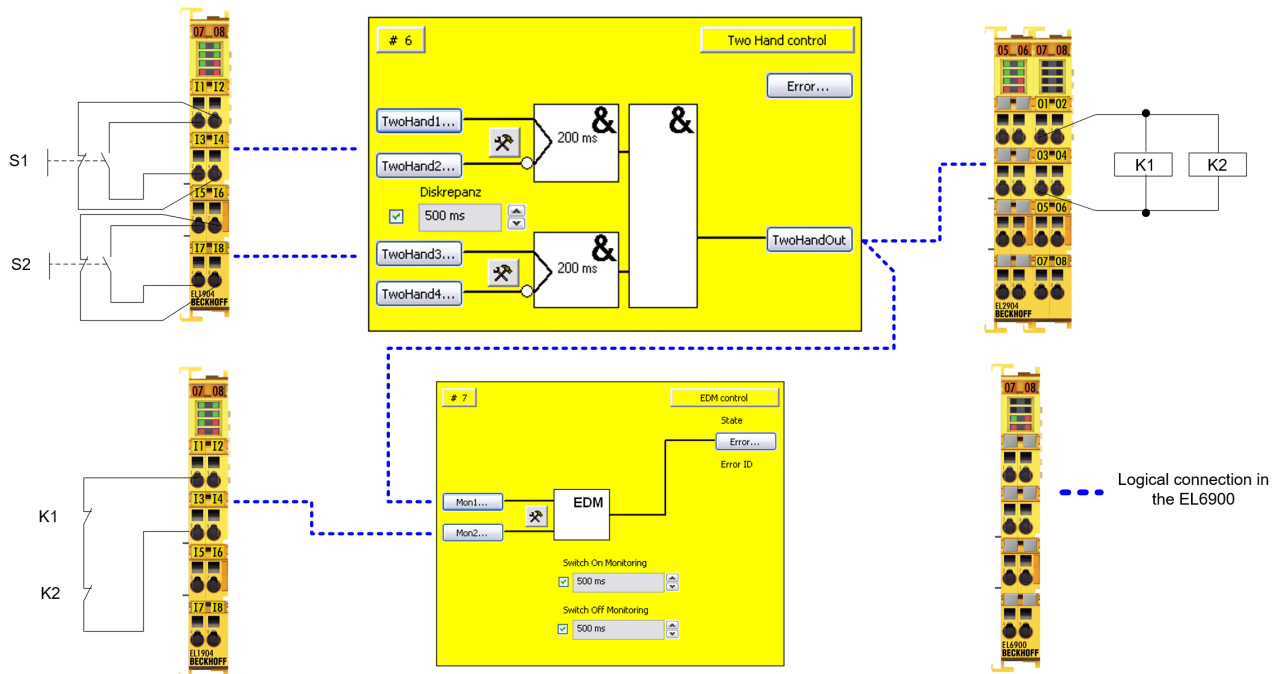 07_08
I1 I2
I3 I4
I5 I6
I7 I8
EL1904
BECKHOFF
S1
S2
# 6
Two Hand control
Error...
TwoHand1...
TwoHand2...
&
200 ms
&
Diskrepanz
500 ms
TwoHand3...
TwoHand4...
&
200 ms
TwoHandOut
05_06 07_08
01 02
03 04
05 06
07 08
EL2904
BECKHOFF
K1
K2
07_08
I1 I2
I3 I4
I5 I6
I7 I8
EL1904
BECKHOFF
K1
K2
# 7
EDM control
State
Error...
Error ID
Mon1...
Mon2...
EDM
Switch On Monitoring
500 ms
Switch Off Monitoring
500 ms
07_08
EL6900
BECKHOFF
Logical connection in
the EL6900